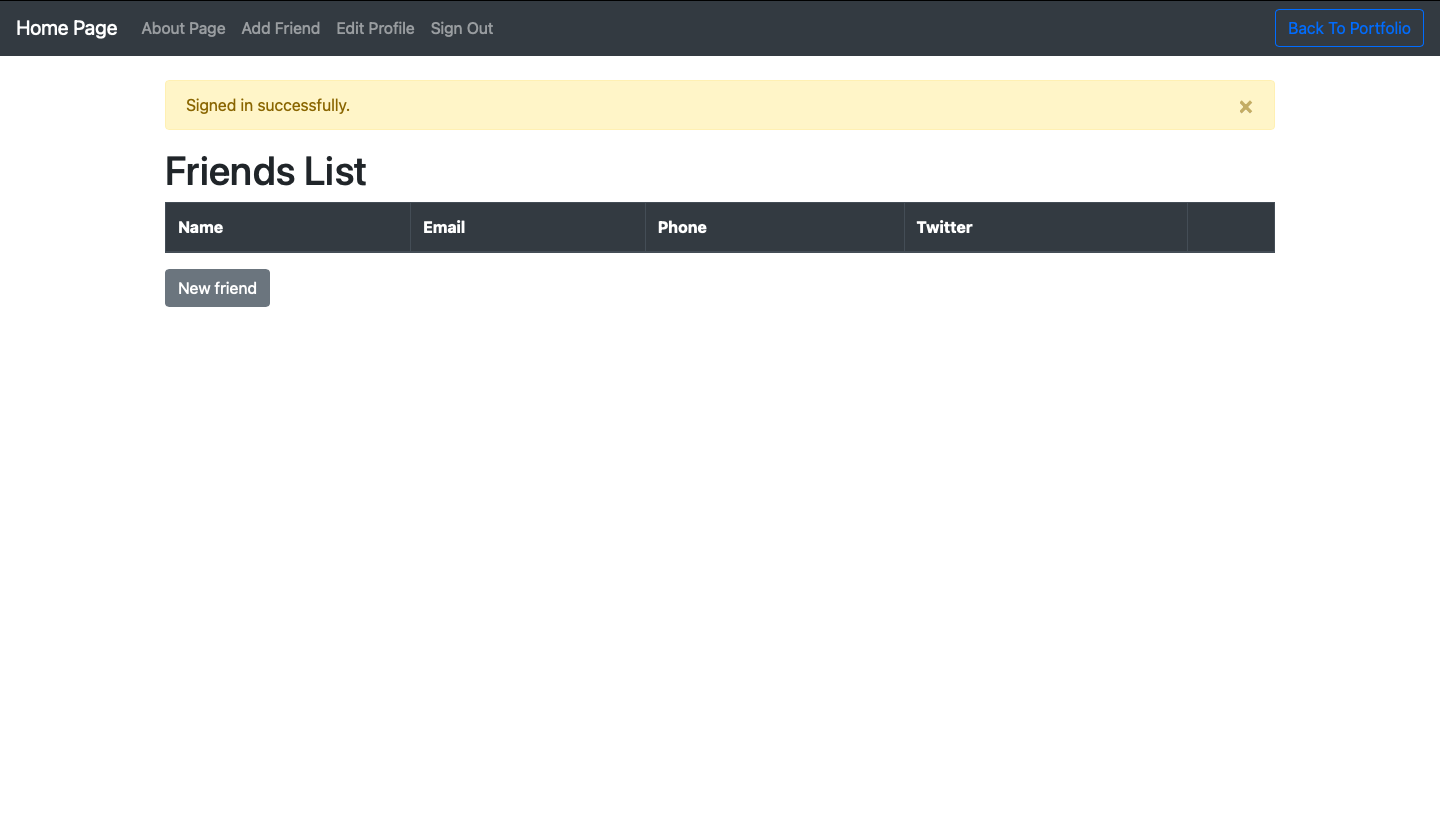 Home Page About Page Add Friend Edit Profile Sign Out Back To Portfolio
Signed in successfully. ×
Friends List
Name Email Phone Twitter
New friend